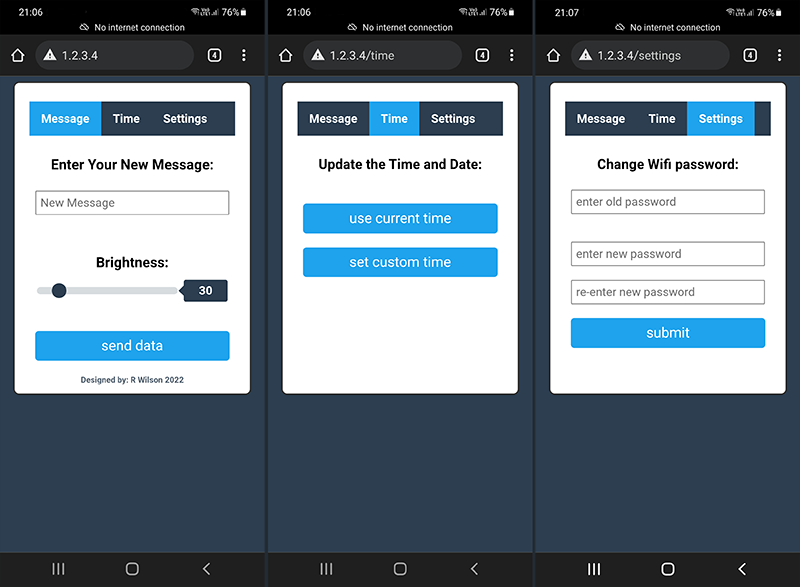 21:06
76%
No internet connection
1.2.3.4
4
Message Time Settings
Enter Your New Message:
New Message
Brightness:
30
send data
Designed by: R Wilson 2022
21:06
76%
No internet connection
1.2.3.4/time
4
Message Time Settings
Update the Time and Date:
use current time
set custom time
21:07
76%
No internet connection
1.2.3.4/settings
4
Message Time Settings
Change Wifi password:
enter old password
enter new password
re-enter new password
submit